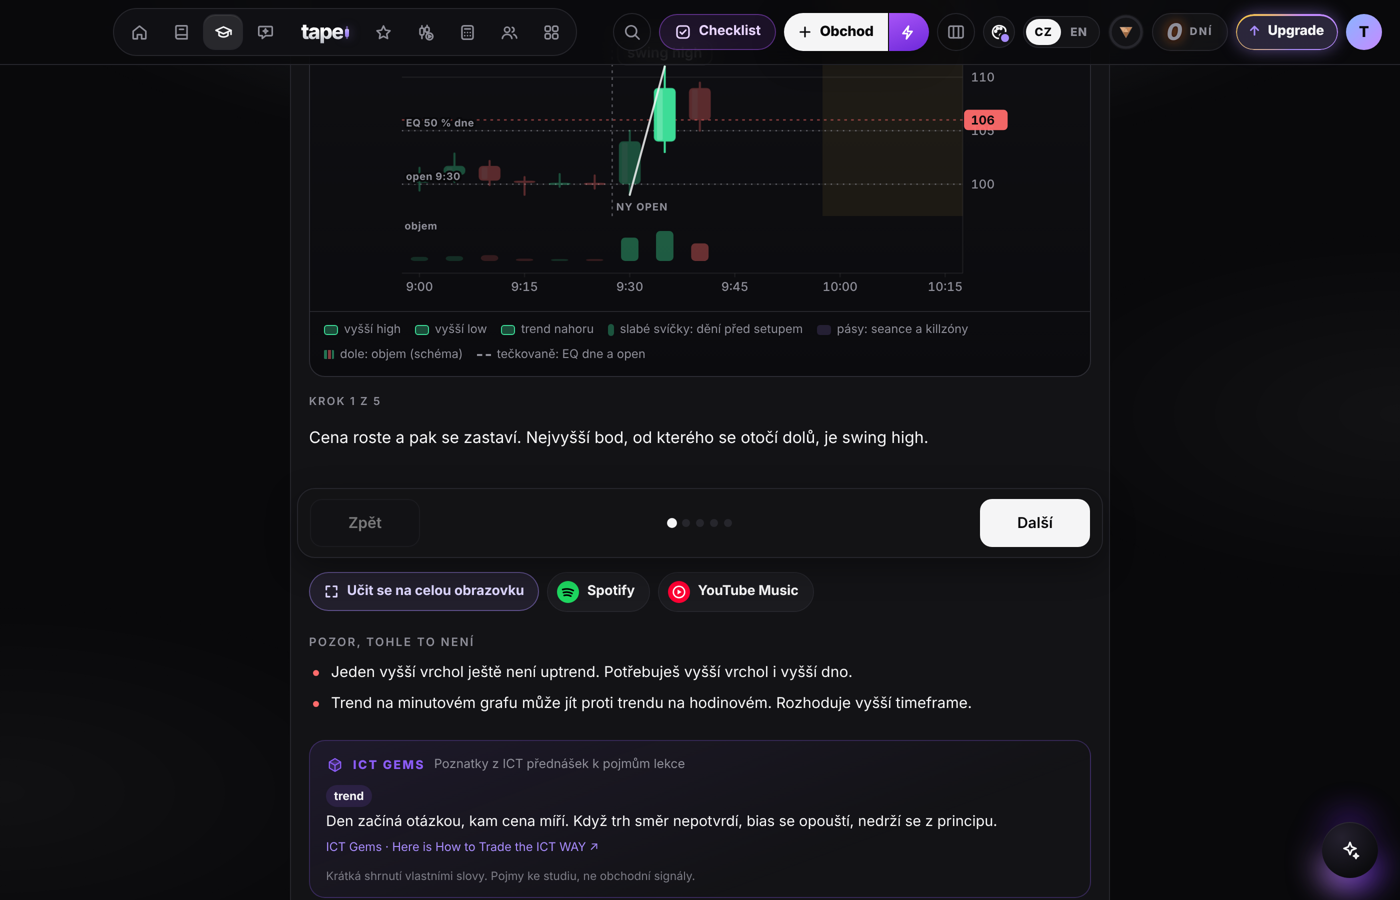 tape
Checklist
+ Obchod
CZ EN
0 DNÍ
Upgrade
T
swing high
110
EQ 50 % dne
106
105
open 9:30
100
NY OPEN
objem
9:00 9:15 9:30 9:45 10:00 10:15
vyšší high vyšší low trend nahoru slabé svíčky: dění před setupem pásy: seance a killzóny
dole: objem (schéma) tečkovaně: EQ dne a open
KROK 1 Z 5
Cena roste a pak se zastaví. Nejvyšší bod, od kterého se otočí dolů, je swing high.
Zpět
Další
Učit se na celou obrazovku
Spotify
YouTube Music
POZOR, TOHLE TO NENÍ
Jeden vyšší vrchol ještě není uptrend. Potřebuješ vyšší vrchol i vyšší dno.
Trend na minutovém grafu může jít proti trendu na hodinovém. Rozhoduje vyšší timeframe.
ICT GEMS Poznatky z ICT přednášek k pojmům lekce
trend
Den začíná otázkou, kam cena míří. Když trh směr nepotvrdí, bias se opouští, nedrží se z principu.
ICT Gems · Here is How to Trade the ICT WAY ↗
Krátká shrnutí vlastními slovy. Pojmy ke studiu, ne obchodní signály.